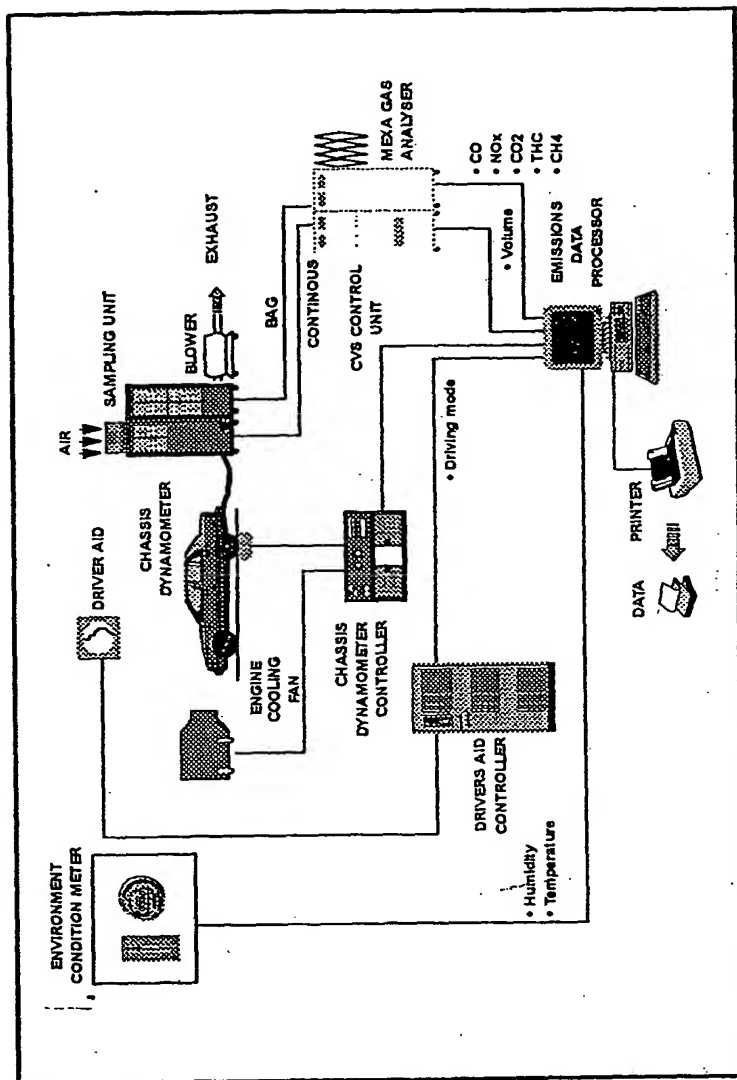 ENVIRONMENT
CONDITION METER
DRIVER AID
AIR
SAMPLING UNIT
BLOWER
EXHAUST
CHASSIS
DYNAMOMETER
ENGINE
COOLING
FAN
BAG
CONTINOUS
CVS CONTROL
UNIT
MEXA GAS
ANALYSER
CHASSIS
DYNAMOMETER
CONTROLLER
DRIVERS AID
CONTROLLER
• Humidity
• Temperature
• Driving mode
• Volume
• CO
• NOx
• CO2
• THC
• CH4
EMISSIONS
DATA
PROCESSOR
PRINTER
DATA